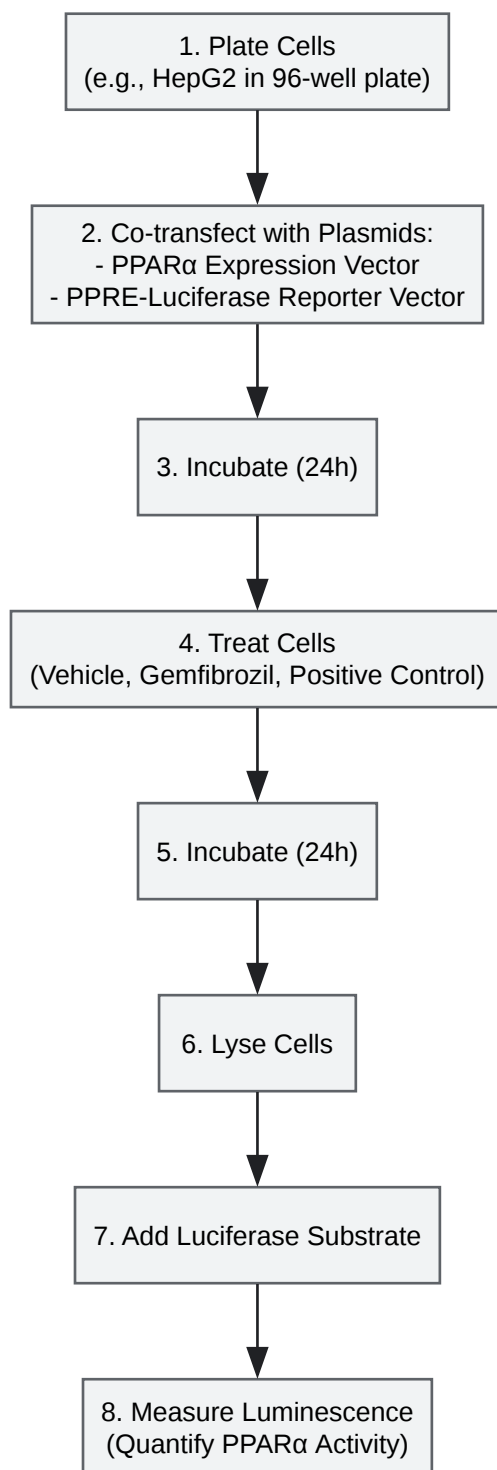 1. Plate Cells
(e.g., HepG2 in 96-well plate)
2. Co-transfect with Plasmids:
- PPARα Expression Vector
- PPRE-Luciferase Reporter Vector
3. Incubate (24h)
4. Treat Cells
(Vehicle, Gemfibrozil, Positive Control)
5. Incubate (24h)
6. Lyse Cells
7. Add Luciferase Substrate
8. Measure Luminescence
(Quantify PPARα Activity)